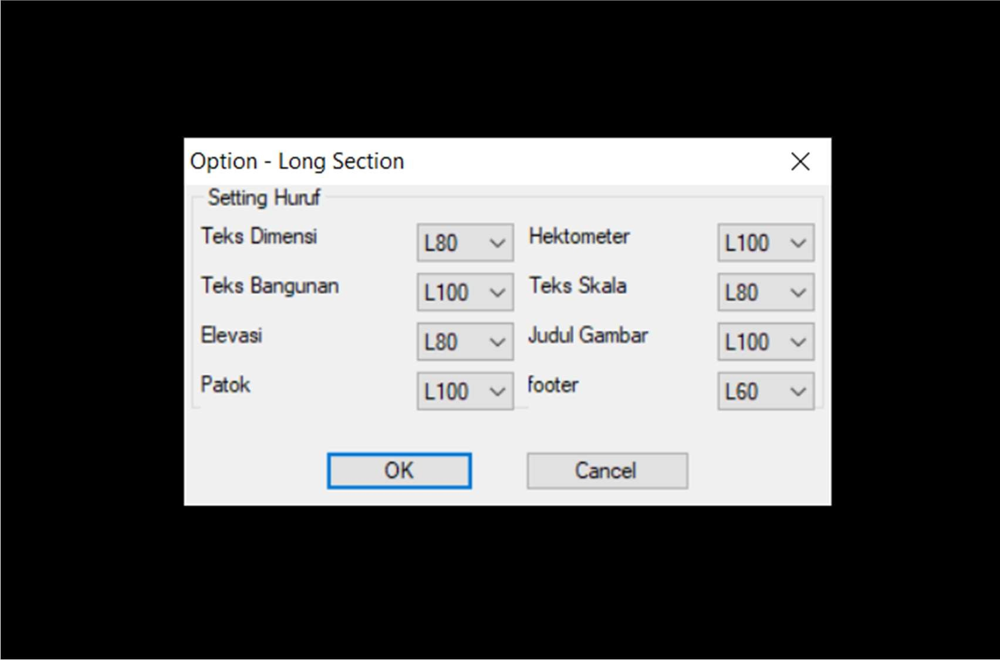 Option - Long Section
Setting Huruf
Teks Dimensi L80 Hektometer L100
Teks Bangunan L100 Teks Skala L80
Elevasi L80 Judul Gambar L100
Patok L100 footer L60
OK Cancel